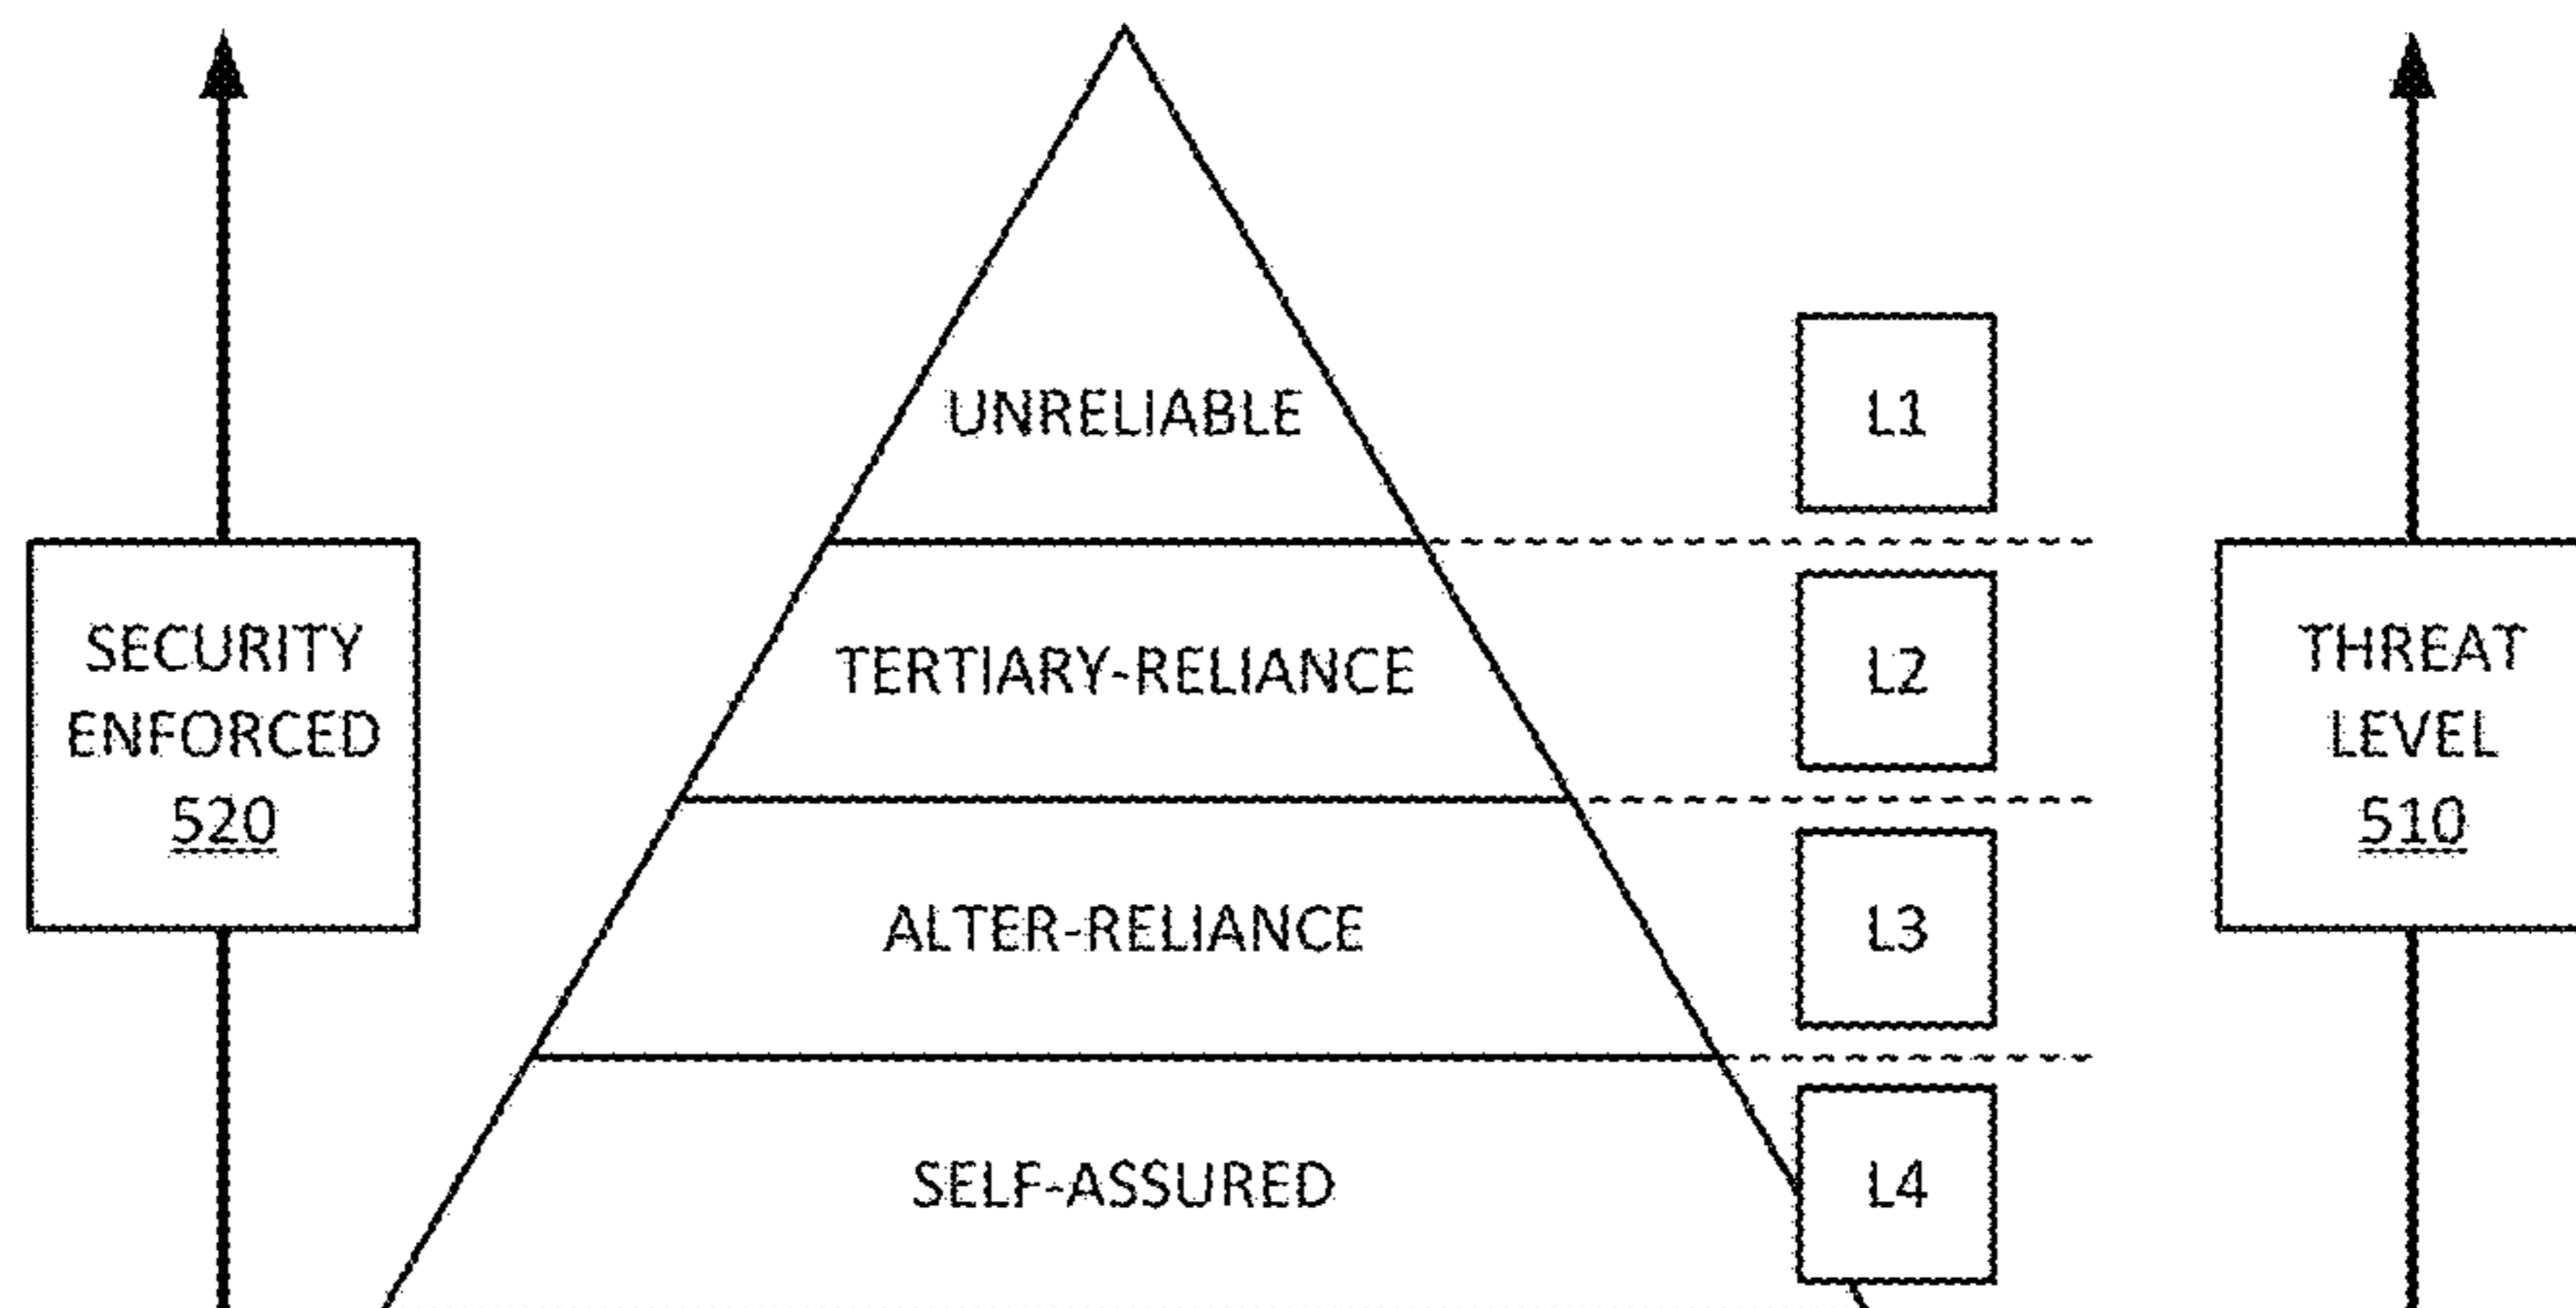 UNRELIABLE
L1
SECURITY
ENFORCED
520
TERTIARY-RELIANCE
L2
THREAT
LEVEL
510
ALTER-RELIANCE
L3
SELF-ASSURED
L4